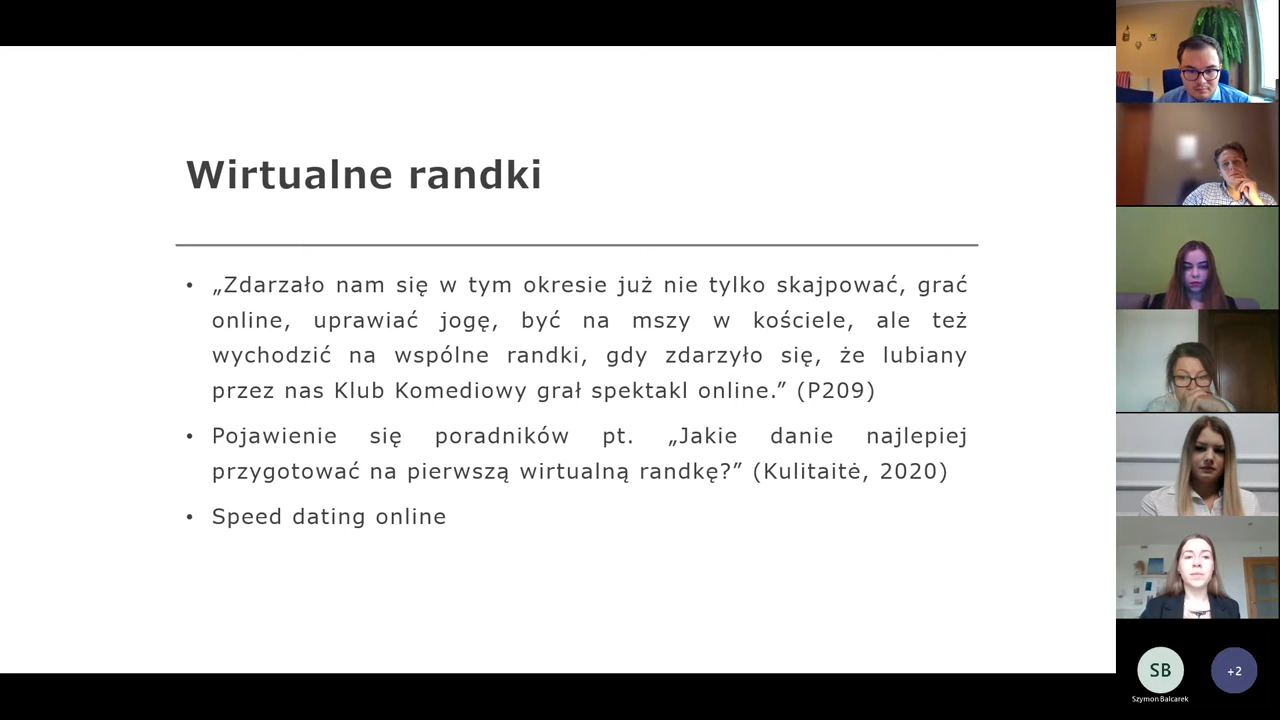 Wirtualne randki
• „Zdarzało nam się w tym okresie już nie tylko skajpować, grać
online, uprawiać jogę, być na mszy w kościele, ale też
wychodzić na wspólne randki, gdy zdarzyło się, że lubiany
przez nas Klub Komediowy grał spektakl online.” (P209)
• Pojawienie się poradników pt. „Jakie danie najlepiej
przygotować na pierwszą wirtualną randkę?” (Kulitaitė, 2020)
• Speed dating online
SB
+2
Szymon Balcarek